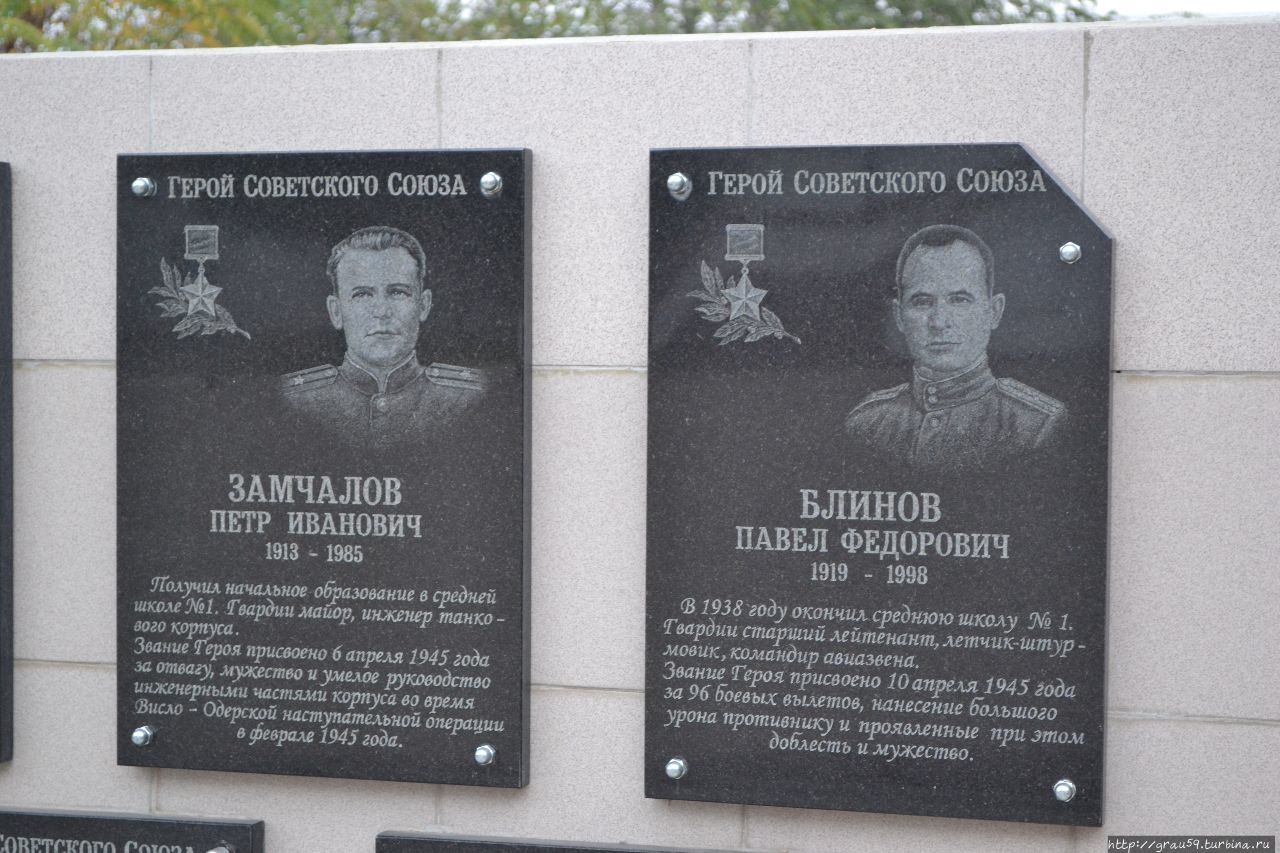 ГЕРОЙ СОВЕТСКОГО СОЮЗА
ЗАМЧАЛОВ
ПЕТР ИВАНОВИЧ
1913 - 1985
Получил начальное образование в средней
школе №1. Гвардии майор, инженер танко-
вого корпуса.
Звание Героя присвоено 6 апреля 1945 года
за отвагу, мужество и умелое руководство
инженерными частями корпуса во время
Висло - Одерской наступательной операции
в феврале 1945 года.
ГЕРОЙ СОВЕТСКОГО СОЮЗА
БЛИНОВ
ПАВЕЛ ФЕДОРОВИЧ
1919 - 1998
В 1938 году окончил среднюю школу № 1.
Гвардии старший лейтенант, летчик-штур-
мовик, командир авиазвена.
Звание Героя присвоено 10 апреля 1945 года
за 96 боевых вылетов, нанесение большого
урона противнику и проявленные при этом
доблесть и мужество.
СОВЕТСКОГО СОЮЗА
http://grau59.turbina.ru